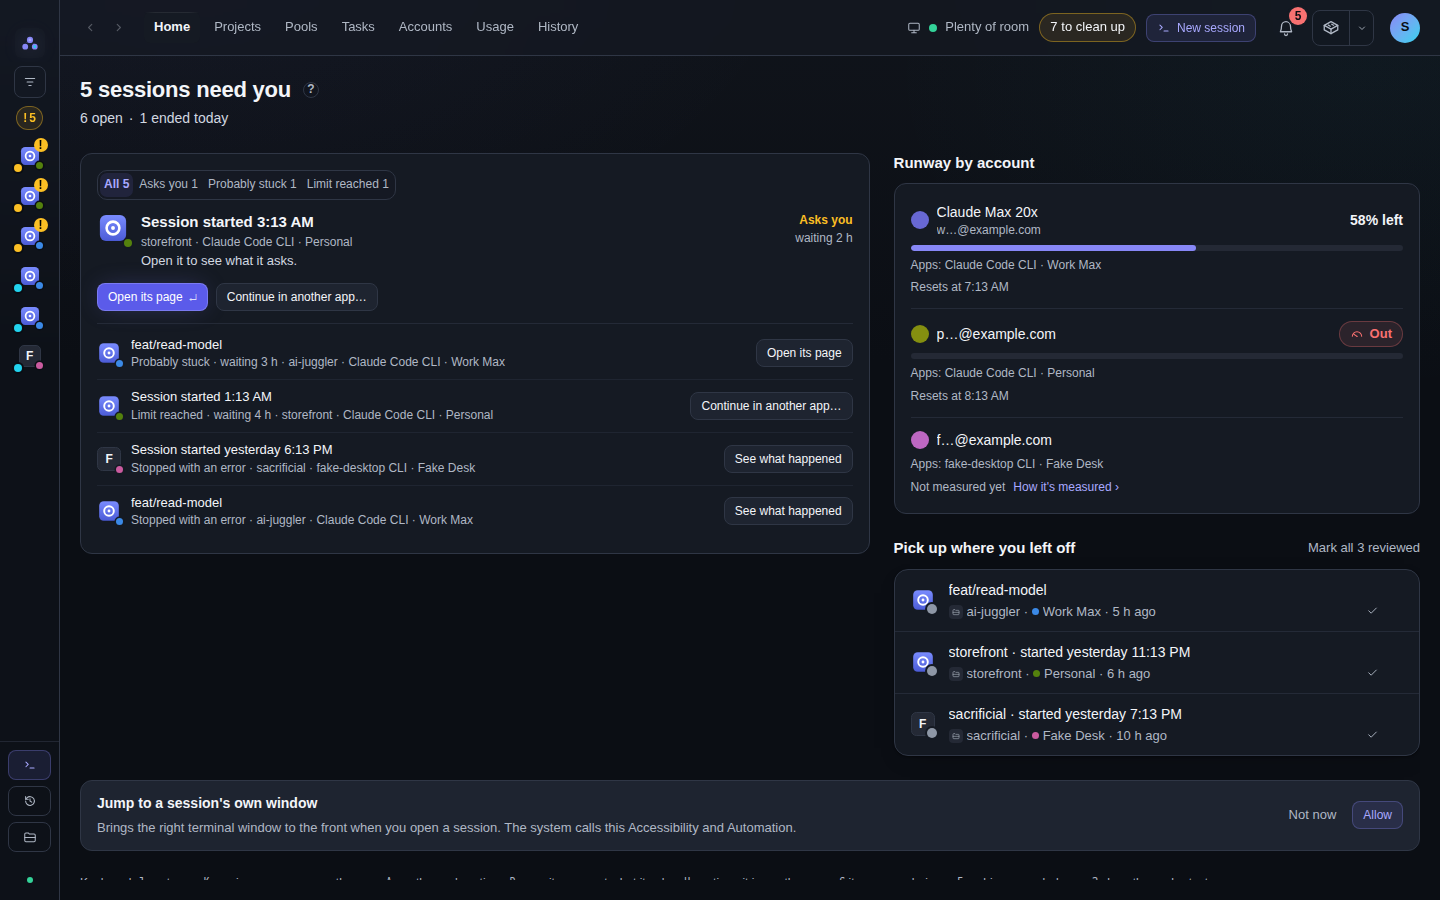 Home Projects Pools Tasks Accounts Usage History
Plenty of room 7 to clean up New session 5 S
!5
5 sessions need you ?
6 open · 1 ended today
All 5 Asks you 1 Probably stuck 1 Limit reached 1
Session started 3:13 AM
Asks you
storefront · Claude Code CLI · Personal
waiting 2 h
Open it to see what it asks.
Open its page Continue in another app…
feat/read-model
Probably stuck · waiting 3 h · ai-juggler · Claude Code CLI · Work Max
Open its page
Session started 1:13 AM
Limit reached · waiting 4 h · storefront · Claude Code CLI · Personal
Continue in another app…
F
Session started yesterday 6:13 PM
Stopped with an error · sacrificial · fake-desktop CLI · Fake Desk
See what happened
feat/read-model
Stopped with an error · ai-juggler · Claude Code CLI · Work Max
See what happened
Runway by account
Claude Max 20x
w…@example.com
58% left
Apps: Claude Code CLI · Work Max
Resets at 7:13 AM
p…@example.com
Out
Apps: Claude Code CLI · Personal
Resets at 8:13 AM
f…@example.com
Apps: fake-desktop CLI · Fake Desk
Not measured yet How it's measured ›
Pick up where you left off
Mark all 3 reviewed
feat/read-model
ai-juggler · Work Max · 5 h ago
storefront · started yesterday 11:13 PM
storefront · Personal · 6 h ago
F
sacrificial · started yesterday 7:13 PM
sacrificial · Fake Desk · 10 h ago
!
!
!
F
Jump to a session's own window
Brings the right terminal window to the front when you open a session. The system calls this Accessibility and Automation.
Not now Allow